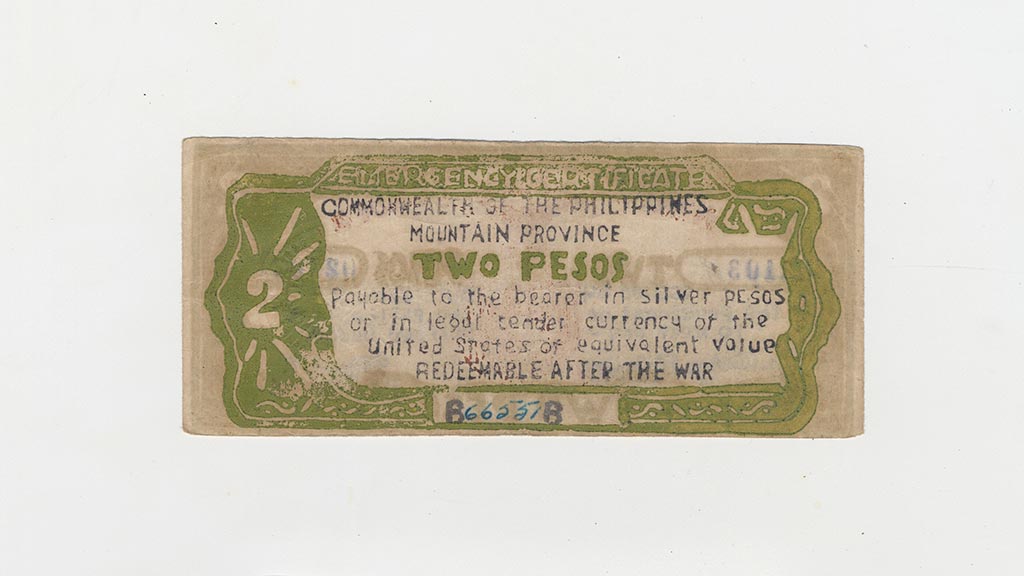 EMERGENCY CERTIFICATE
COMMONWEALTH OF THE PHILIPPINES
MOUNTAIN PROVINCE
TWO PESOS
2
Payable to the bearer in Silver PESOS
or in legal tender currency of the
United States of equivalent value
REDEEMABLE AFTER THE WAR
B66551B